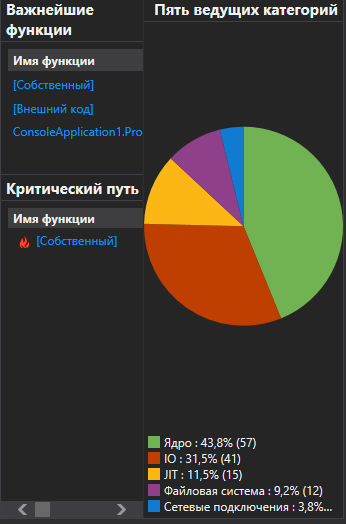 Важнейшие
функции
Имя функции
[Собственный]
[Внешний код]
ConsoleApplication1.Pro
Критический путь
Имя функции
[Собственный]
Пять ведущих категорий
Ядро : 43,8% (57)
IO : 31,5% (41)
JIT : 11,5% (15)
Файловая система : 9,2% (12)
Сетевые подключения : 3,8%...